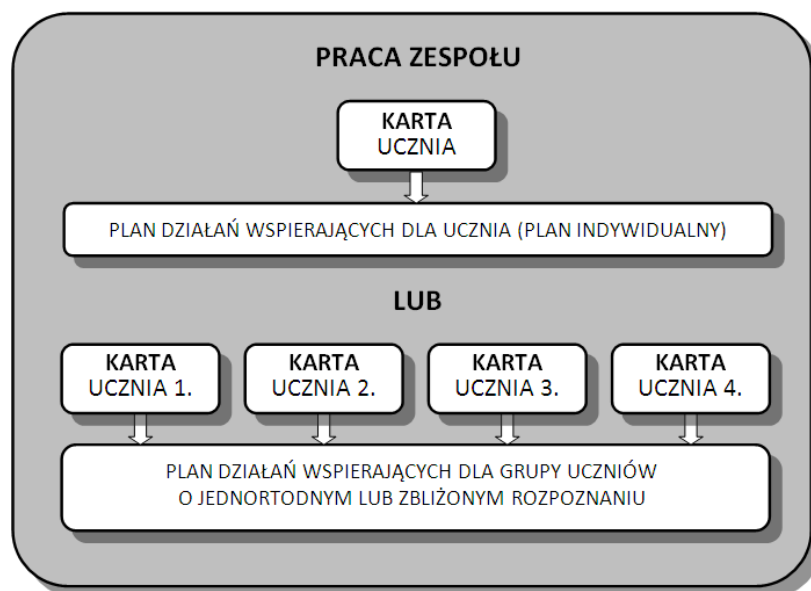 PRACA ZESPOŁU
KARTA
UCZNIA
PLAN DZIAŁAŃ WSPIERAJĄCYCH DLA UCZNIA (PLAN INDYWIDUALNY)
LUB
KARTA
UCZNIA 1.
KARTA
UCZNIA 2.
KARTA
UCZNIA 3.
KARTA
UCZNIA 4.
PLAN DZIAŁAŃ WSPIERAJĄCYCH DLA GRUPY UCZNIÓW
O JEDNORTODNYM LUB ZBLIŻONYM ROZPOZNANIU